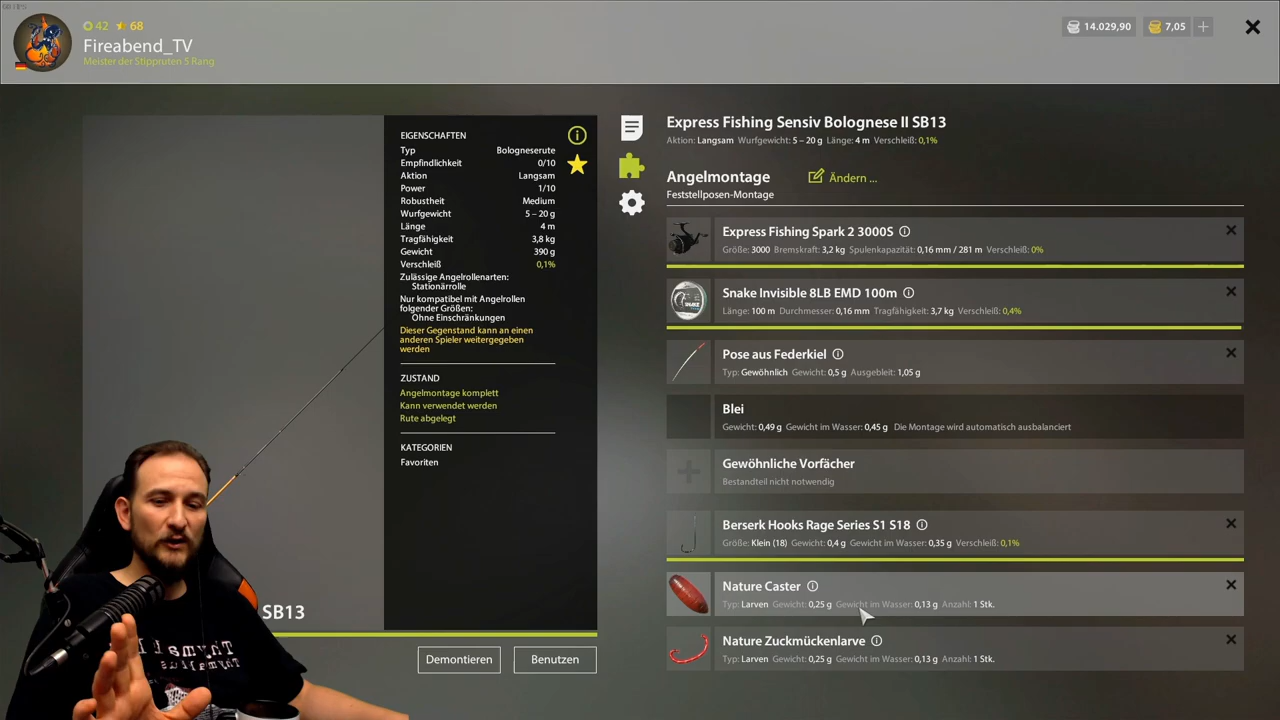 60 FPS
42 68
Fireabend_TV
Meister der Stippruten 5 Rang
14.029,90
7,05
SB13
EIGENSCHAFTEN
Typ Bologneserute
Empfindlichkeit 0/10
Aktion Langsam
Power 1/10
Robustheit Medium
Wurfgewicht 5 – 20 g
Länge 4 m
Tragfähigkeit 3,8 kg
Gewicht 390 g
Verschleiß 0,1%
Zulässige Angelrollenarten:
Stationärrolle
Nur kompatibel mit Angelrollen
folgender Größen:
Ohne Einschränkungen
Dieser Gegenstand kann an einen
anderen Spieler weitergegeben
werden
ZUSTAND
Angelmontage komplett
Kann verwendet werden
Rute abgelegt
KATEGORIEN
Favoriten
Demontieren
Benutzen
Express Fishing Sensiv Bolognese II SB13
Aktion: Langsam Wurfgewicht: 5 – 20 g Länge: 4 m Verschleiß: 0,1%
Angelmontage
Ändern ...
Feststellposen-Montage
Express Fishing Spark 2 3000S
Größe: 3000 Bremskraft: 3,2 kg Spulenkapazität: 0,16 mm / 281 m Verschleiß: 0%
Snake Invisible 8LB EMD 100m
Länge: 100 m Durchmesser: 0,16 mm Tragfähigkeit: 3,7 kg Verschleiß: 0,4%
Pose aus Federkiel
Typ: Gewöhnlich Gewicht: 0,5 g Ausgebleit: 1,05 g
Blei
Gewicht: 0,49 g Gewicht im Wasser: 0,45 g Die Montage wird automatisch ausbalanciert
Gewöhnliche Vorfächer
Bestandteil nicht notwendig
Berserk Hooks Rage Series S1 S18
Größe: Klein (18) Gewicht: 0,4 g Gewicht im Wasser: 0,35 g Verschleiß: 0,1%
Nature Caster
Typ: Larven Gewicht: 0,25 g Gewicht im Wasser: 0,13 g Anzahl: 1 Stk.
Nature Zuckmückenlarve
Typ: Larven Gewicht: 0,25 g Gewicht im Wasser: 0,13 g Anzahl: 1 Stk.